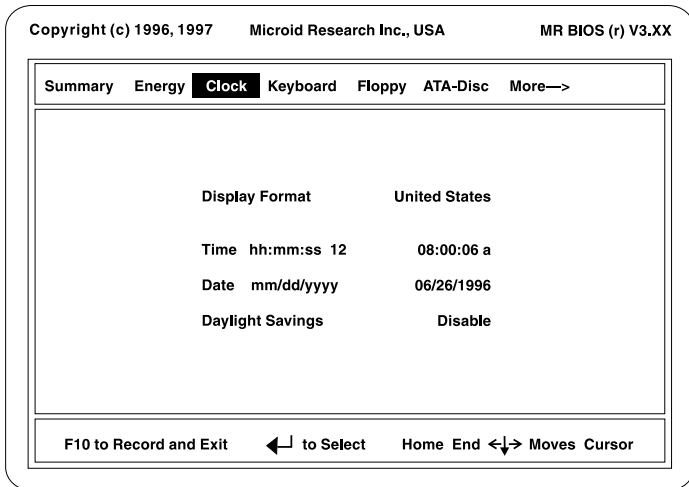 Copyright (c) 1996, 1997 Microid Research Inc., USA MR BIOS (r) V3.XX
Summary Energy Clock Keyboard Floppy ATA-Disc More—>
Display Format United States
Time hh:mm:ss 12 08:00:06 a
Date mm/dd/yyyy 06/26/1996
Daylight Savings Disable
F10 to Record and Exit to Select Home End Moves Cursor